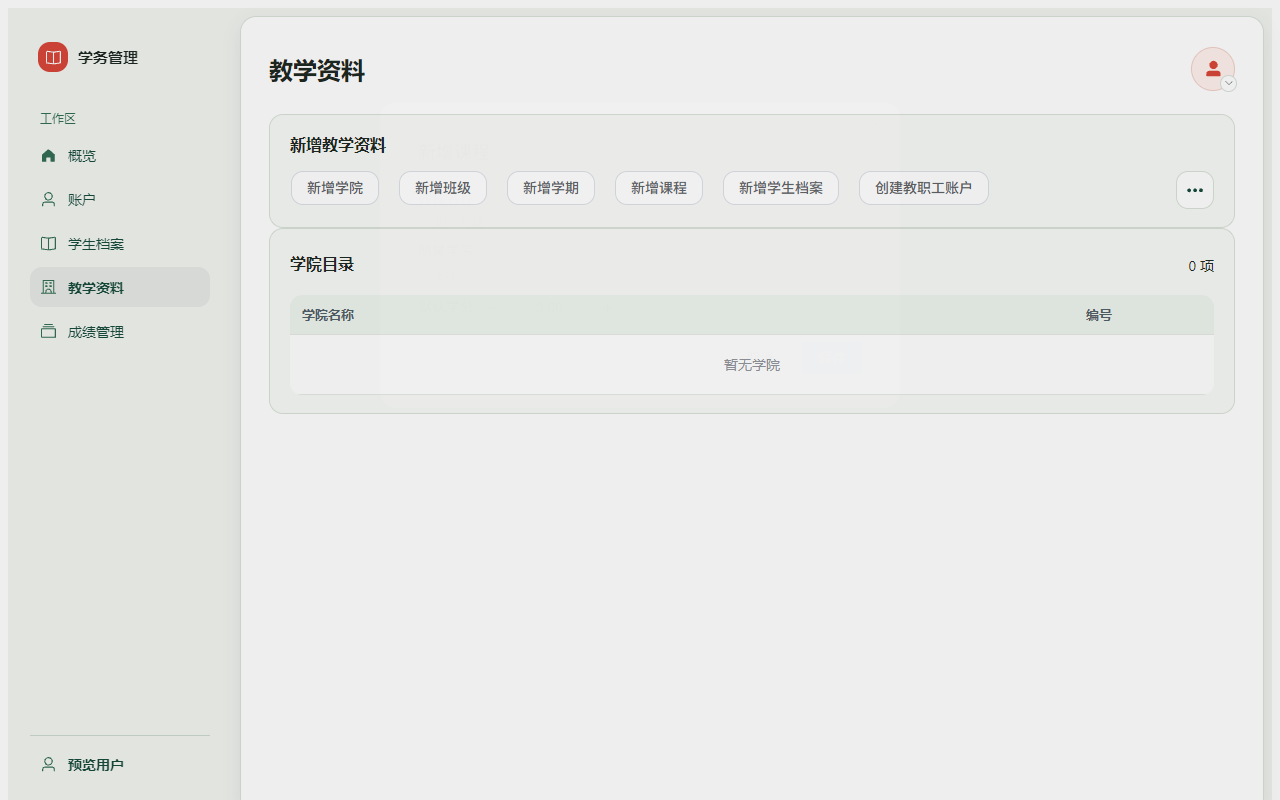 学务管理
工作区
概览
账户
学生档案
教学资料
成绩管理
预览用户
教学资料
新增教学资料
新增学院 新增班级 新增学期 新增课程 新增学生档案 创建教职工账户
学院目录 0 项
学院名称 编号
暂无学院